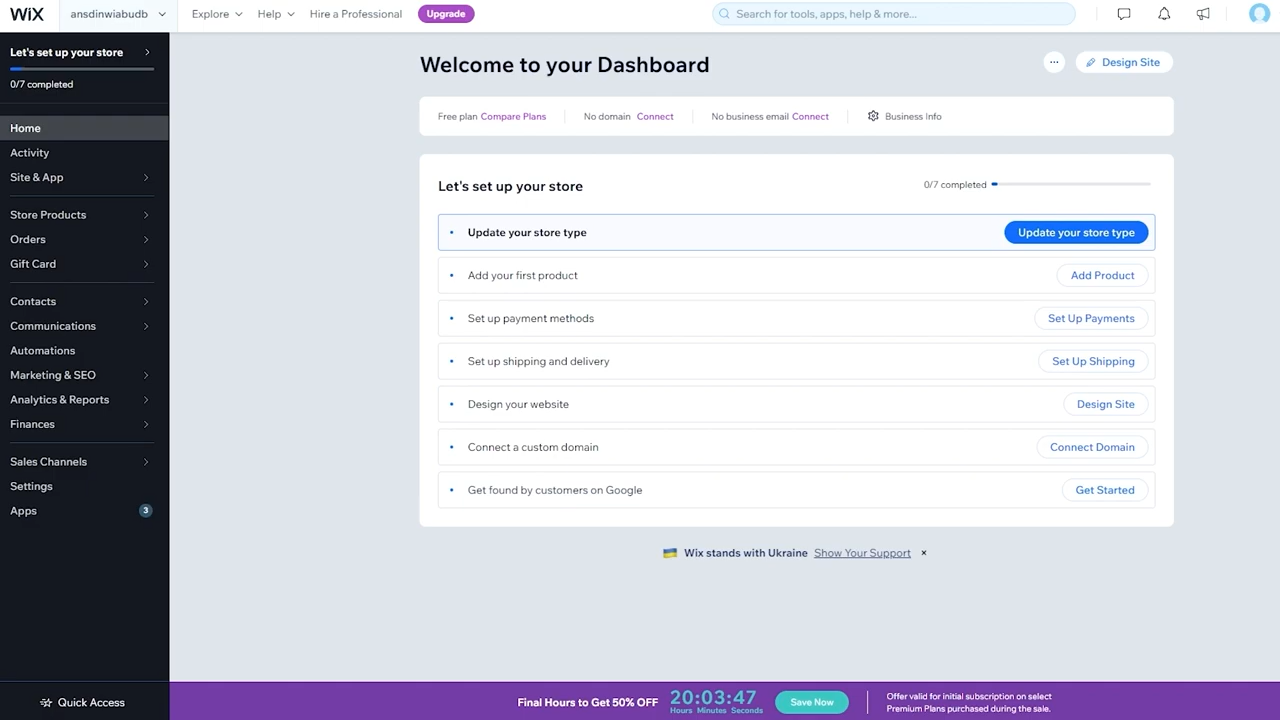 WiX
ansdinwiabudb
Explore
Help
Hire a Professional
Upgrade
Search for tools, apps, help & more...
Let's set up your store
0/7 completed
Home
Activity
Site & App
Store Products
Orders
Gift Card
Contacts
Communications
Automations
Marketing & SEO
Analytics & Reports
Finances
Sales Channels
Settings
Apps
3
Quick Access
Welcome to your Dashboard
...
Design Site
Free plan Compare Plans
No domain Connect
No business email Connect
Business Info
Let's set up your store
0/7 completed
Update your store type
Update your store type
Add your first product
Add Product
Set up payment methods
Set Up Payments
Set up shipping and delivery
Set Up Shipping
Design your website
Design Site
Connect a custom domain
Connect Domain
Get found by customers on Google
Get Started
Wix stands with Ukraine Show Your Support ×
Final Hours to Get 50% OFF
20:03:47
Hours Minutes Seconds
Save Now
Offer valid for initial subscription on select
Premium Plans purchased during the sale.